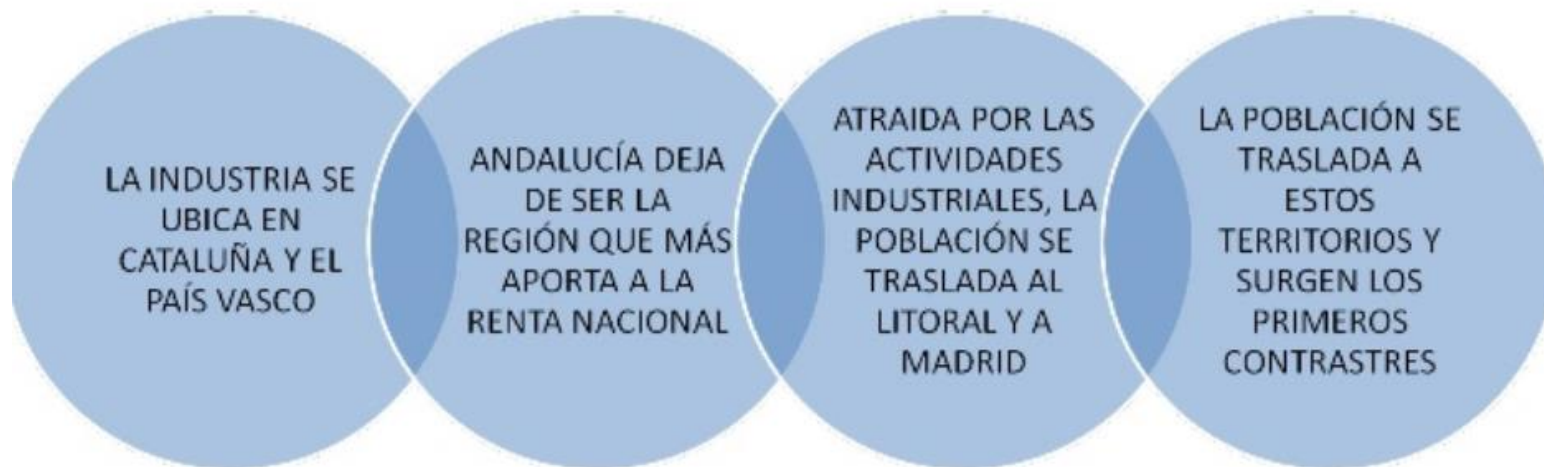 LA INDUSTRIA SE
UBICA EN
CATALUÑA Y EL
PAÍS VASCO
ANDALUCÍA DEJA
DE SER LA
REGIÓN QUE MÁS
APORTA A LA
RENTA NACIONAL
ATRAIDA POR LAS
ACTIVIDADES
INDUSTRIALES, LA
POBLACIÓN SE
TRASLADA AL
LITORAL Y A
MADRID
LA POBLACIÓN SE
TRASLADA A
ESTOS
TERRITORIOS Y
SURGEN LOS
PRIMEROS
CONTRASTRES